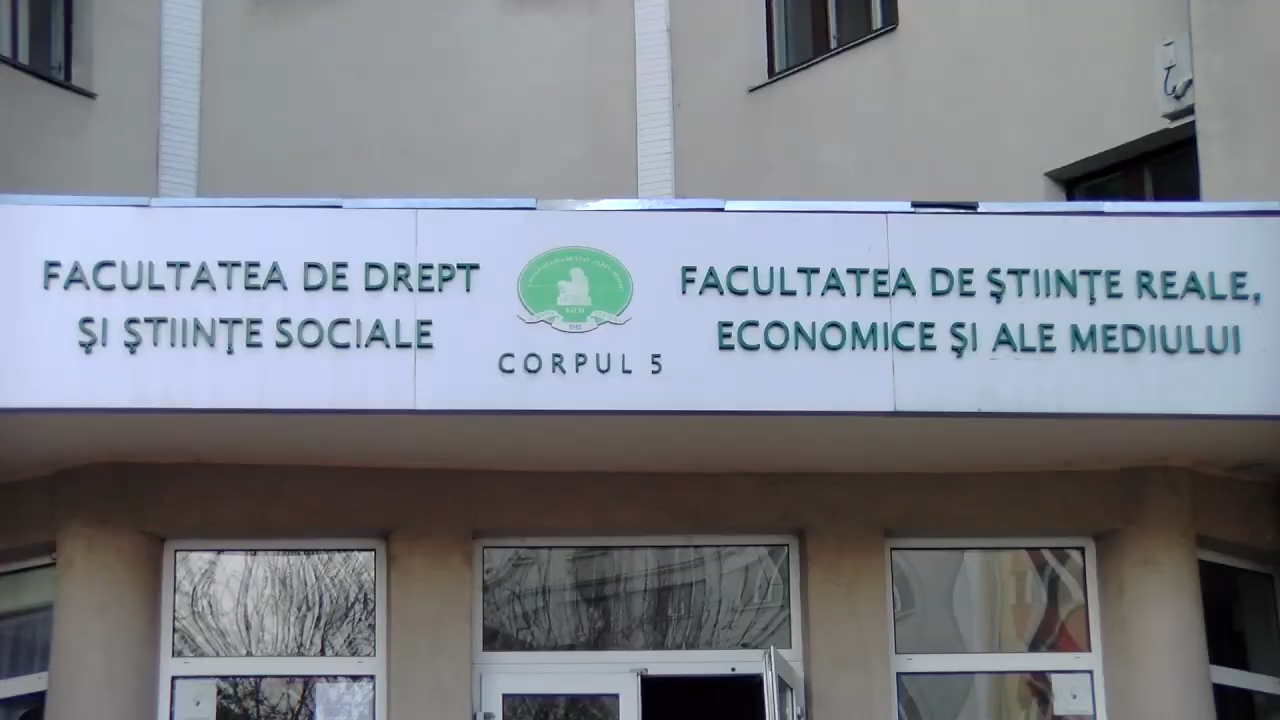 FACULTATEA DE DREPT
ŞI ŞTIINŢE SOCIALE
CORPUL 5
FACULTATEA DE ŞTIINŢE REALE,
ECONOMICE ŞI ALE MEDIULUI